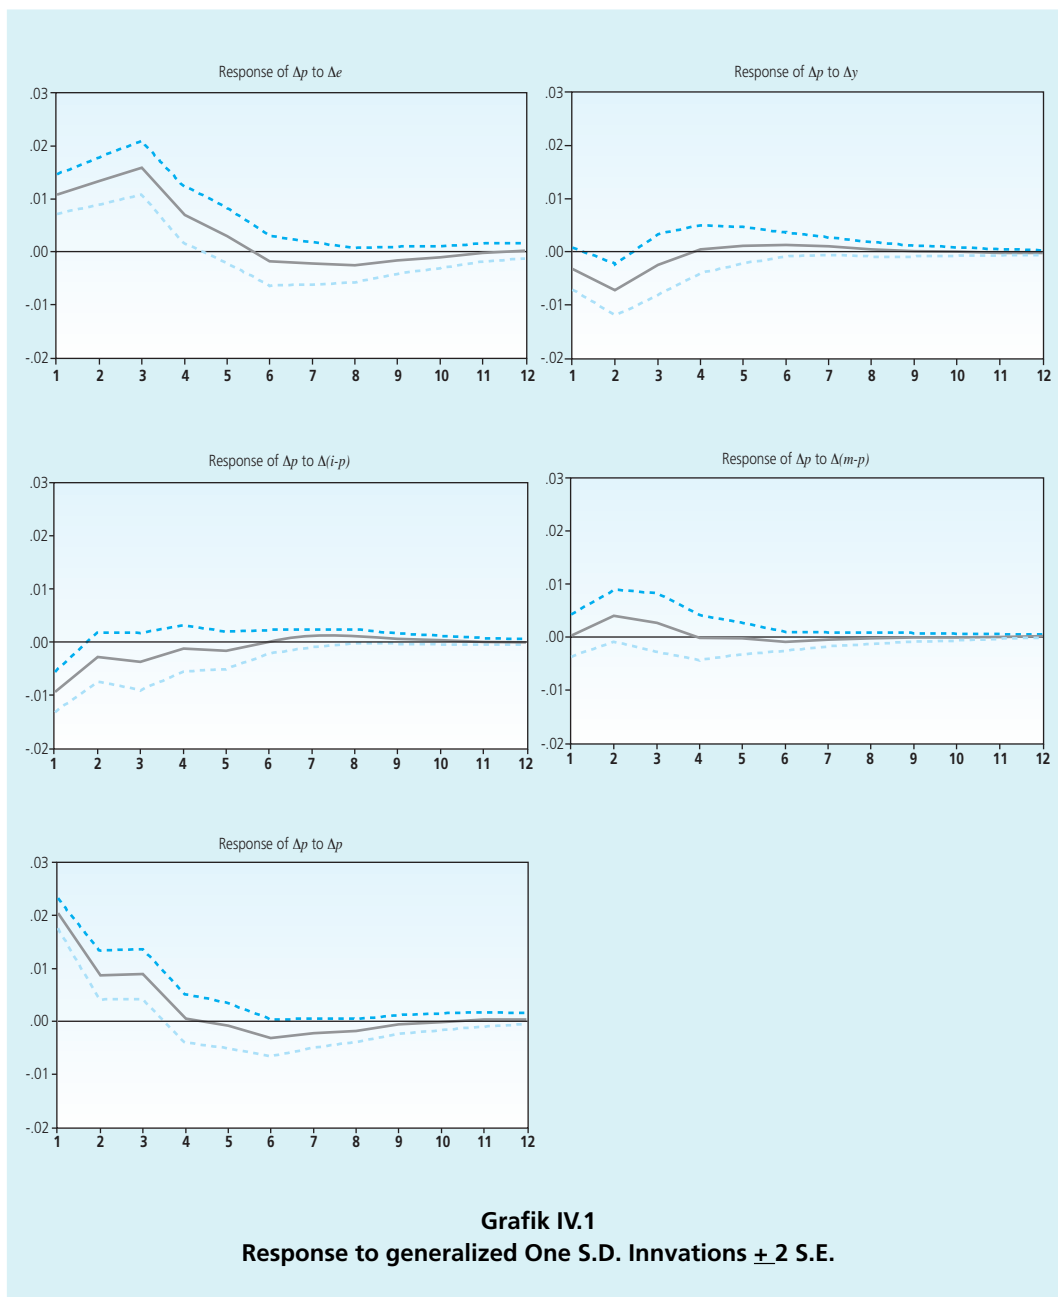 Response of Δp to Δe
.03
.02
.01
.00
-.01
-.02
1 2 3 4 5 6 7 8 9 10 11 12
Response of Δp to Δy
.03
.02
.01
.00
-.01
-.02
1 2 3 4 5 6 7 8 9 10 11 12
Response of Δp to Δ(i-p)
.03
.02
.01
.00
-.01
-.02
1 2 3 4 5 6 7 8 9 10 11 12
Response of Δp to Δ(m-p)
.03
.02
.01
.00
-.01
-.02
1 2 3 4 5 6 7 8 9 10 11 12
Response of Δp to Δp
.03
.02
.01
.00
-.01
-.02
1 2 3 4 5 6 7 8 9 10 11 12
Grafik IV.1
Response to generalized One S.D. Innvations ± 2 S.E.